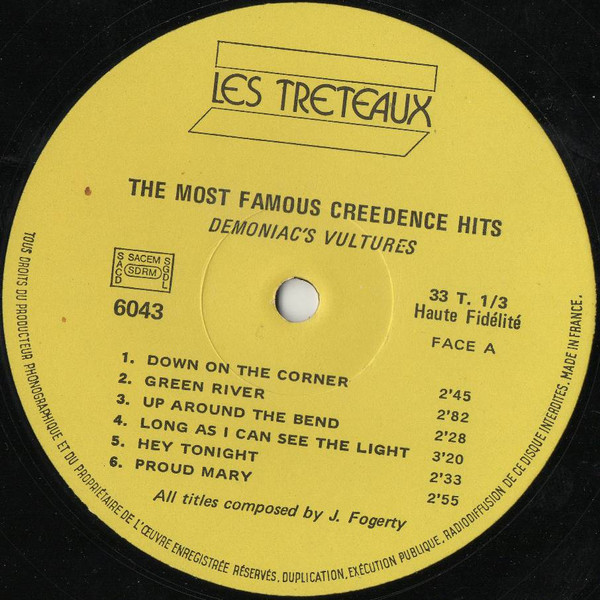 LES TRETEAUX
THE MOST FAMOUS CREEDENCE HITS
DEMONIAC'S VULTURES
SACD
SACEM
SDRM
SGDL
6043
33 T. 1/3
Haute Fidélité
FACE A
1. DOWN ON THE CORNER 2'45
2. GREEN RIVER 2'82
3. UP AROUND THE BEND 2'28
4. LONG AS I CAN SEE THE LIGHT 3'20
5. HEY TONIGHT 2'33
6. PROUD MARY 2'55
All titles composed by J. Fogerty
TOUS DROITS DU PRODUCTEUR PHONOGRAPHIQUE ET DU PROPRIÉTAIRE DE L'ŒUVRE ENREGISTRÉE RÉSERVÉS. DUPLICATION, EXÉCUTION PUBLIQUE, RADIODIFFUSION DE CE DISQUE INTERDITES. MADE IN FRANCE.